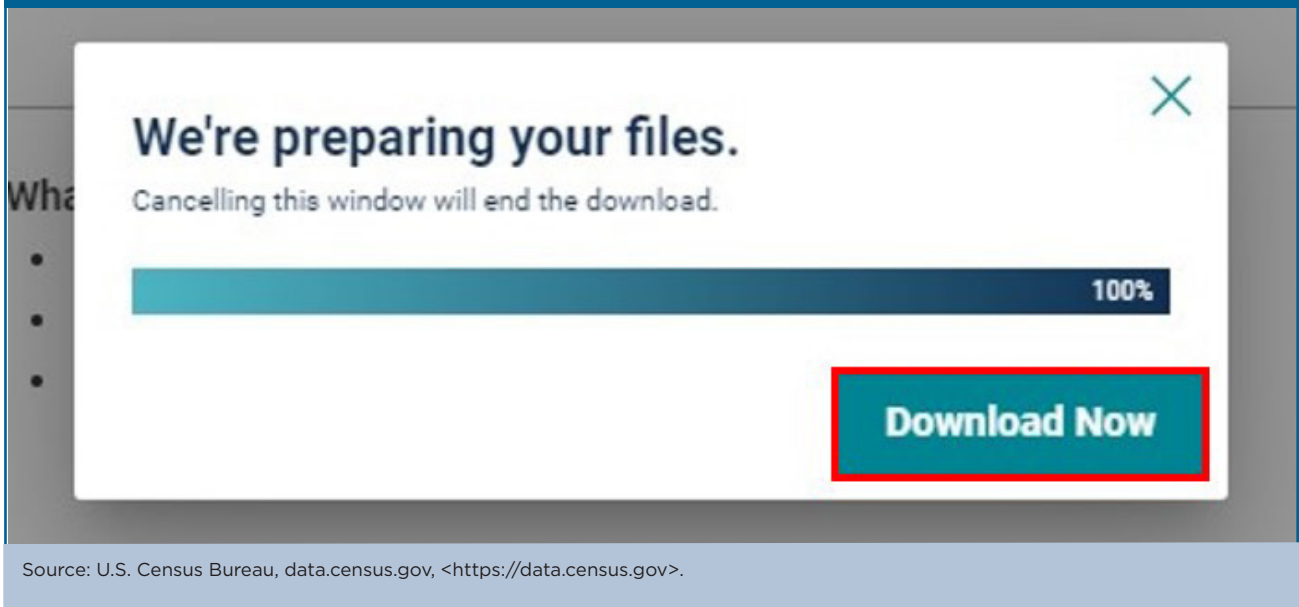 We're preparing your files.
Cancelling this window will end the download.
100%
Download Now
Source: U.S. Census Bureau, data.census.gov, <https://data.census.gov>.